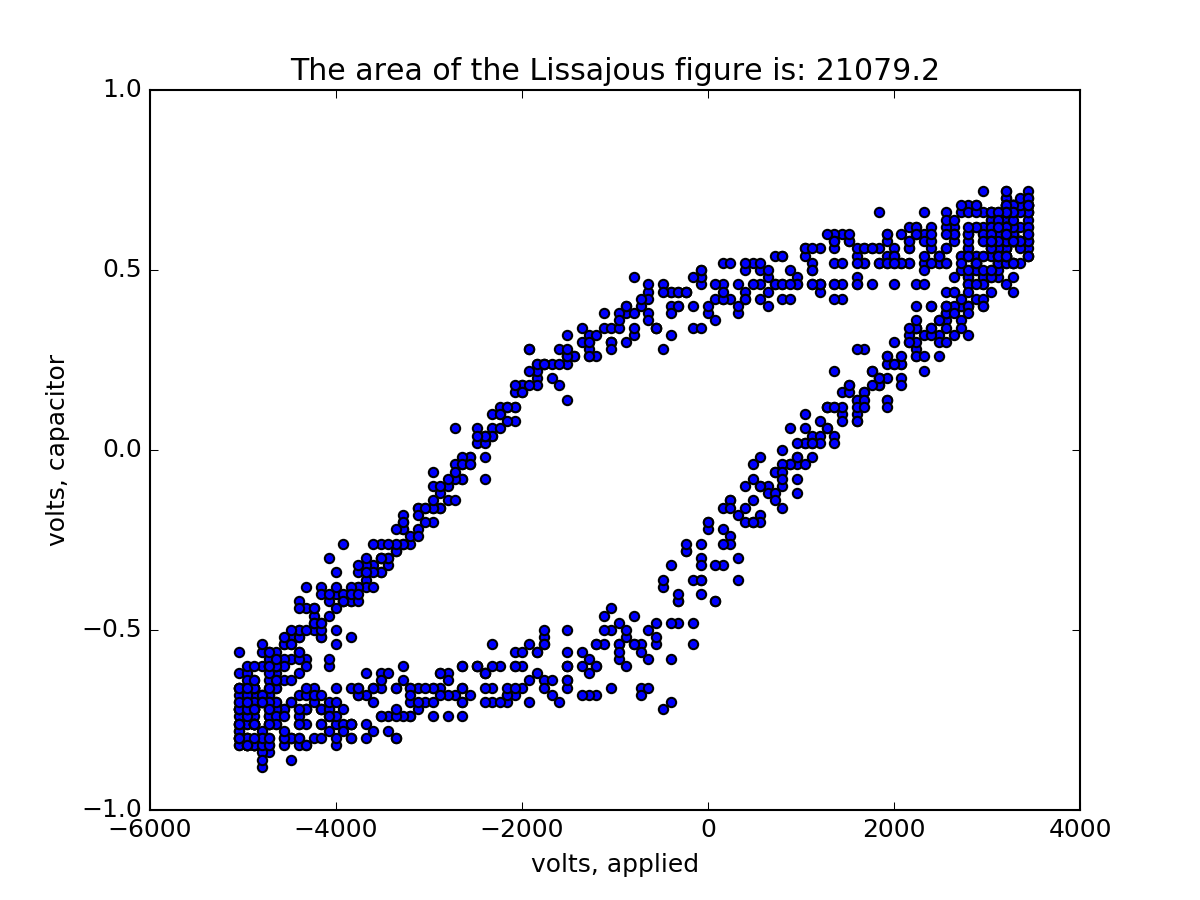 The area of the Lissajous figure is: 21079.2
1.0
0.5
0.0
−0.5
−1.0
volts, capacitor
−6000 −4000 −2000 0 2000 4000
volts, applied